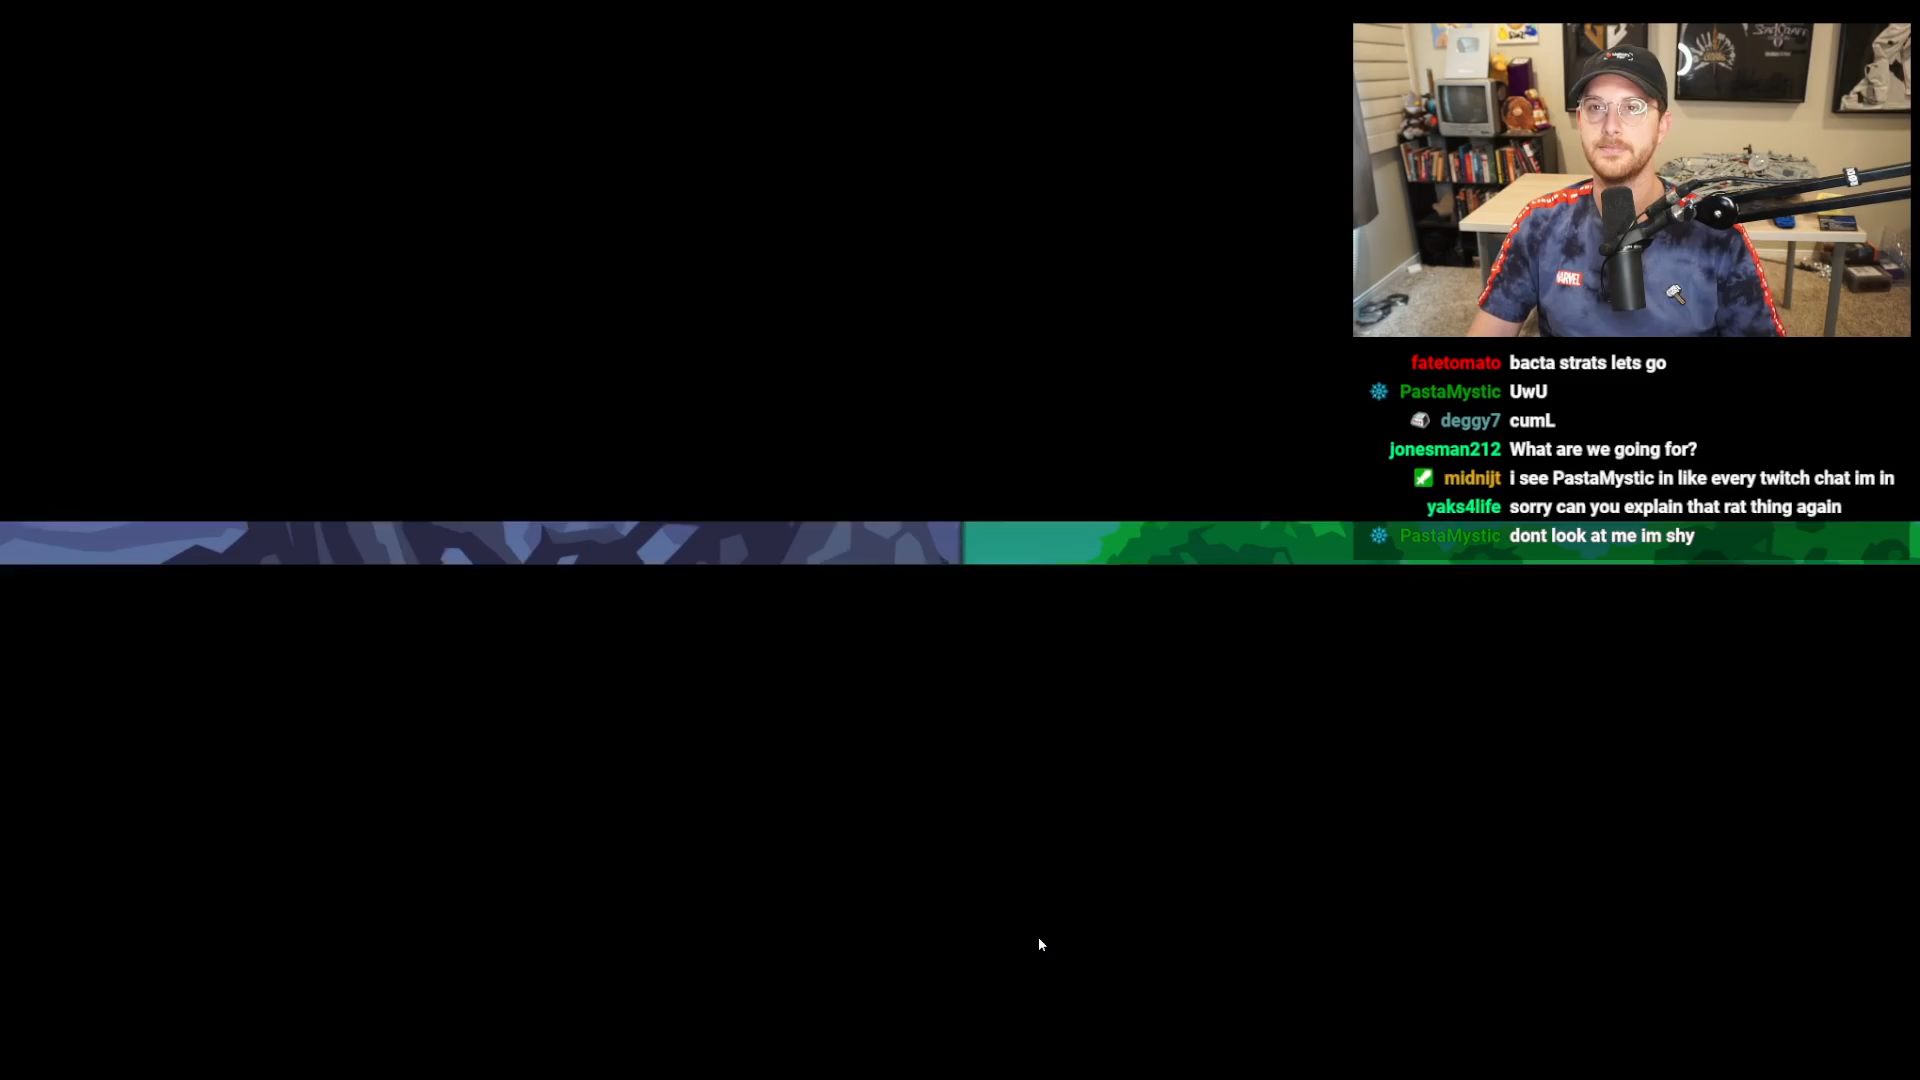 MARVEL
fatetomato bacta strats lets go
PastaMystic UwU
deggy7 cumL
jonesman212 What are we going for?
midnijt i see PastaMystic in like every twitch chat im in
yaks4life sorry can you explain that rat thing again
PastaMystic dont look at me im shy